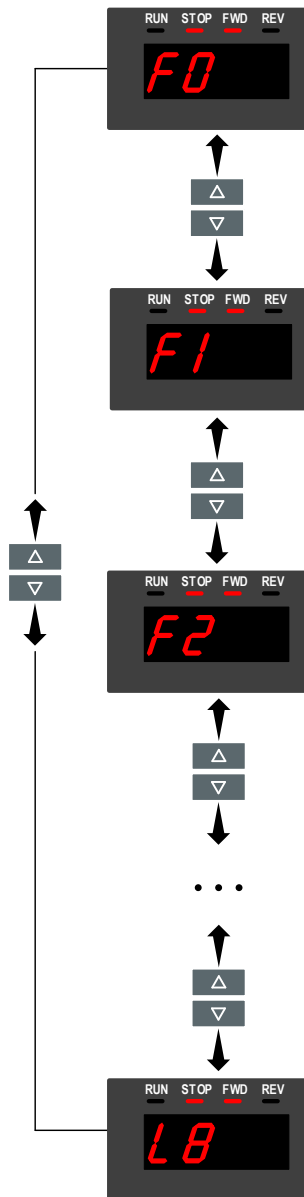 RUN STOP FWD REV
F0
RUN STOP FWD REV
F1
RUN STOP FWD REV
F2
...
RUN STOP FWD REV
L8